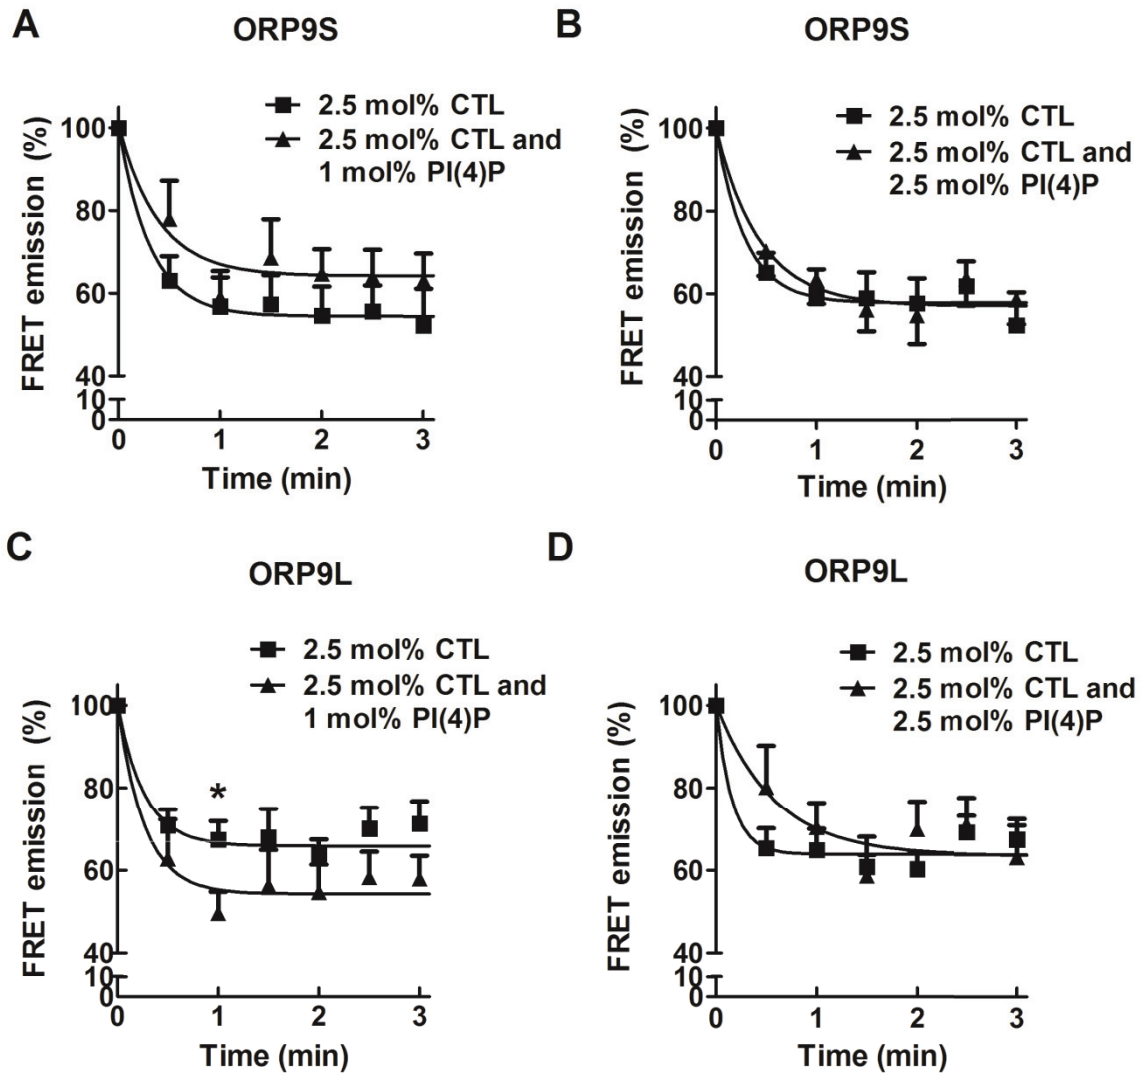 A
ORP9S
2.5 mol% CTL
2.5 mol% CTL and
1 mol% PI(4)P
FRET emission (%)
100
80
60
40
10
0
0 1 2 3
Time (min)
B
ORP9S
2.5 mol% CTL
2.5 mol% CTL and
2.5 mol% PI(4)P
FRET emission (%)
100
80
60
40
10
0
0 1 2 3
Time (min)
C
ORP9L
2.5 mol% CTL
2.5 mol% CTL and
1 mol% PI(4)P
FRET emission (%)
100
80
60
40
10
0
*
0 1 2 3
Time (min)
D
ORP9L
2.5 mol% CTL
2.5 mol% CTL and
2.5 mol% PI(4)P
FRET emission (%)
100
80
60
40
10
0
0 1 2 3
Time (min)